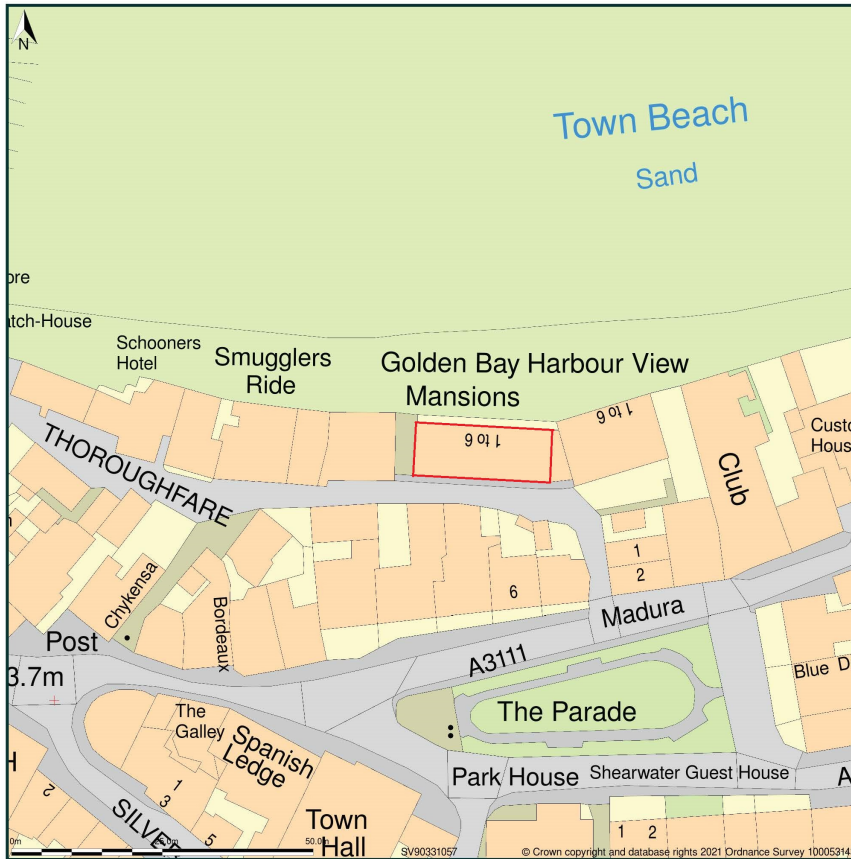 N
Town Beach
Sand
ore
atch-House
Schooners
Hotel
Smugglers
Ride
Golden Bay Harbour View
Mansions
1 to 6
1 to 6
THOROUGHFARE
Club
Custo
Hous
1
2
6
Chykensa
Bordeaux
Madura
Post
A3111
3.7m
Blue D
The Parade
The
Galley
Spanish
Ledge
H
2
1
3
5
SILVE
Park House
Shearwater Guest House
A
Town
Hall
1 2
50.0m
SV90331057
© Crown copyright and database rights 2021 Ordnance Survey 10005314